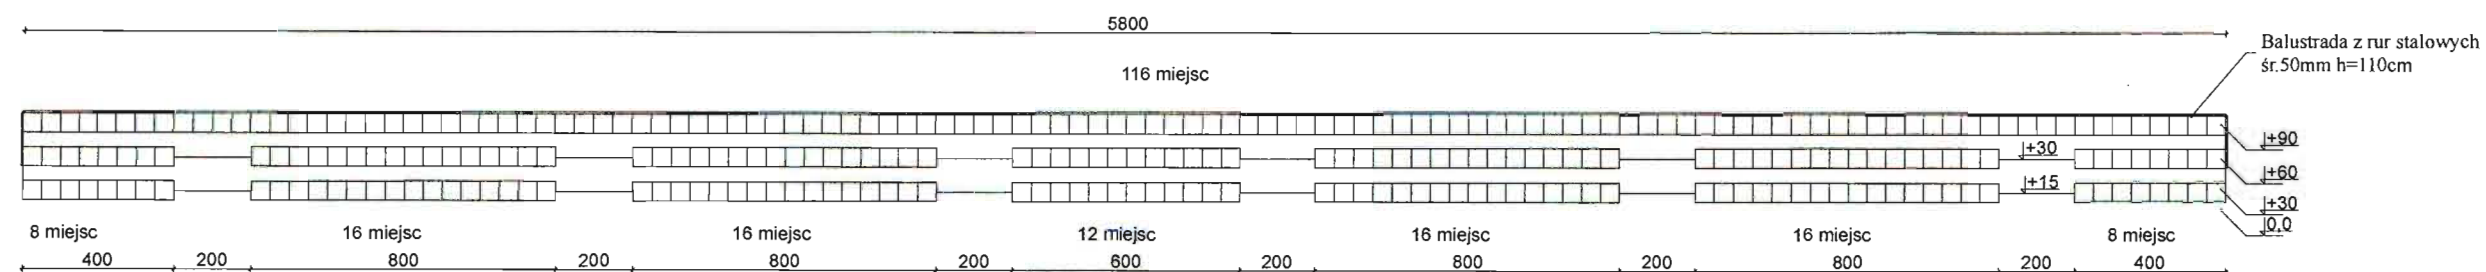 5800
Balustrada z rur stalowych
śr.50mm h=110cm
116 miejsc
+90
+30
+60
+15
+30
0,0
8 miejsc 16 miejsc 16 miejsc 12 miejsc 16 miejsc 16 miejsc 8 miejsc
400 200 800 200 800 200 600 200 800 200 800 200 400